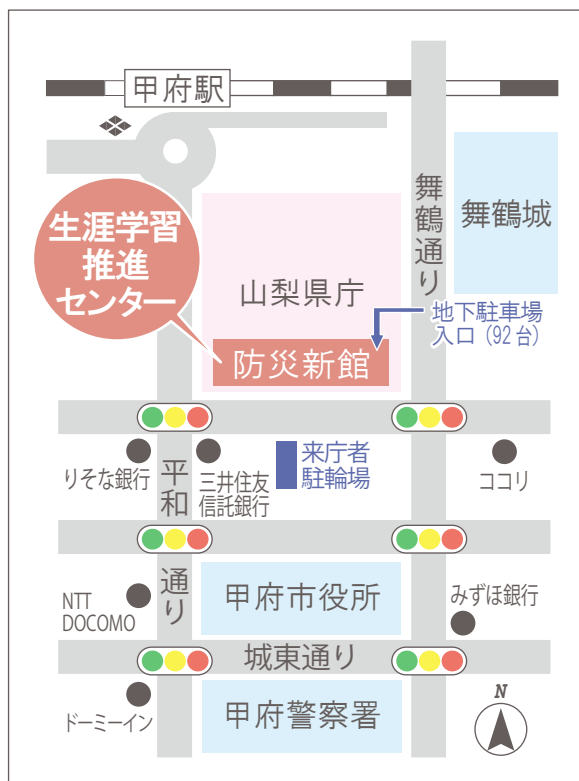 甲府駅
舞鶴通り
舞鶴城
生涯学習
推進
センター
山梨県庁
地下駐車場
入口（92台）
防災新館
りそな銀行
平和
三井住友
信託銀行
来庁者
駐輪場
ココリ
通り
NTT
DOCOMO
甲府市役所
みずほ銀行
城東通り
ドーミーイン
甲府警察署
N